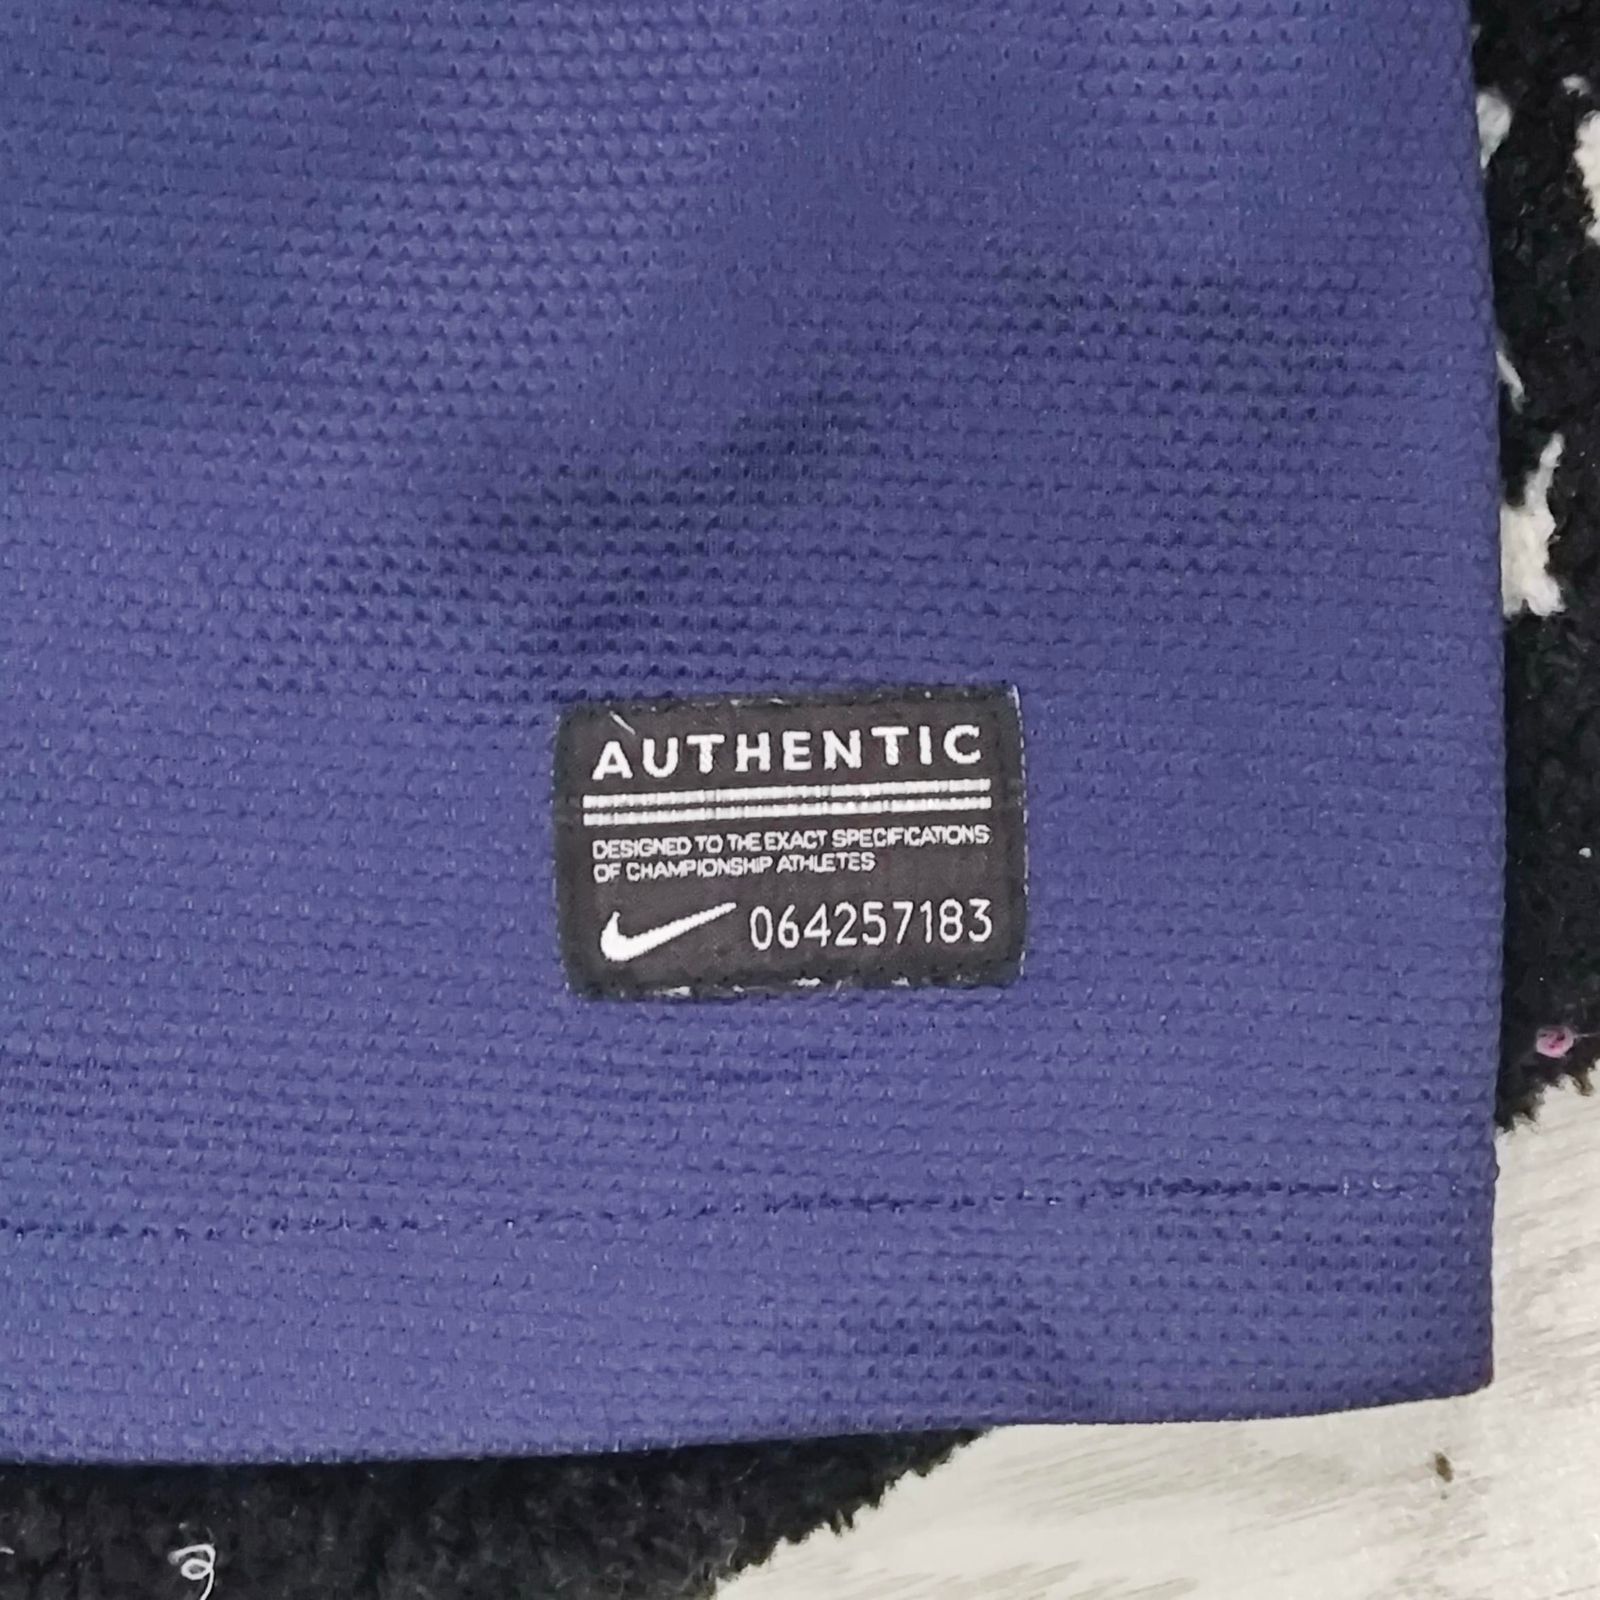 AUTHENTIC
DESIGNED TO THE EXACT SPECIFICATIONS
OF CHAMPIONSHIP ATHLETES
064257183